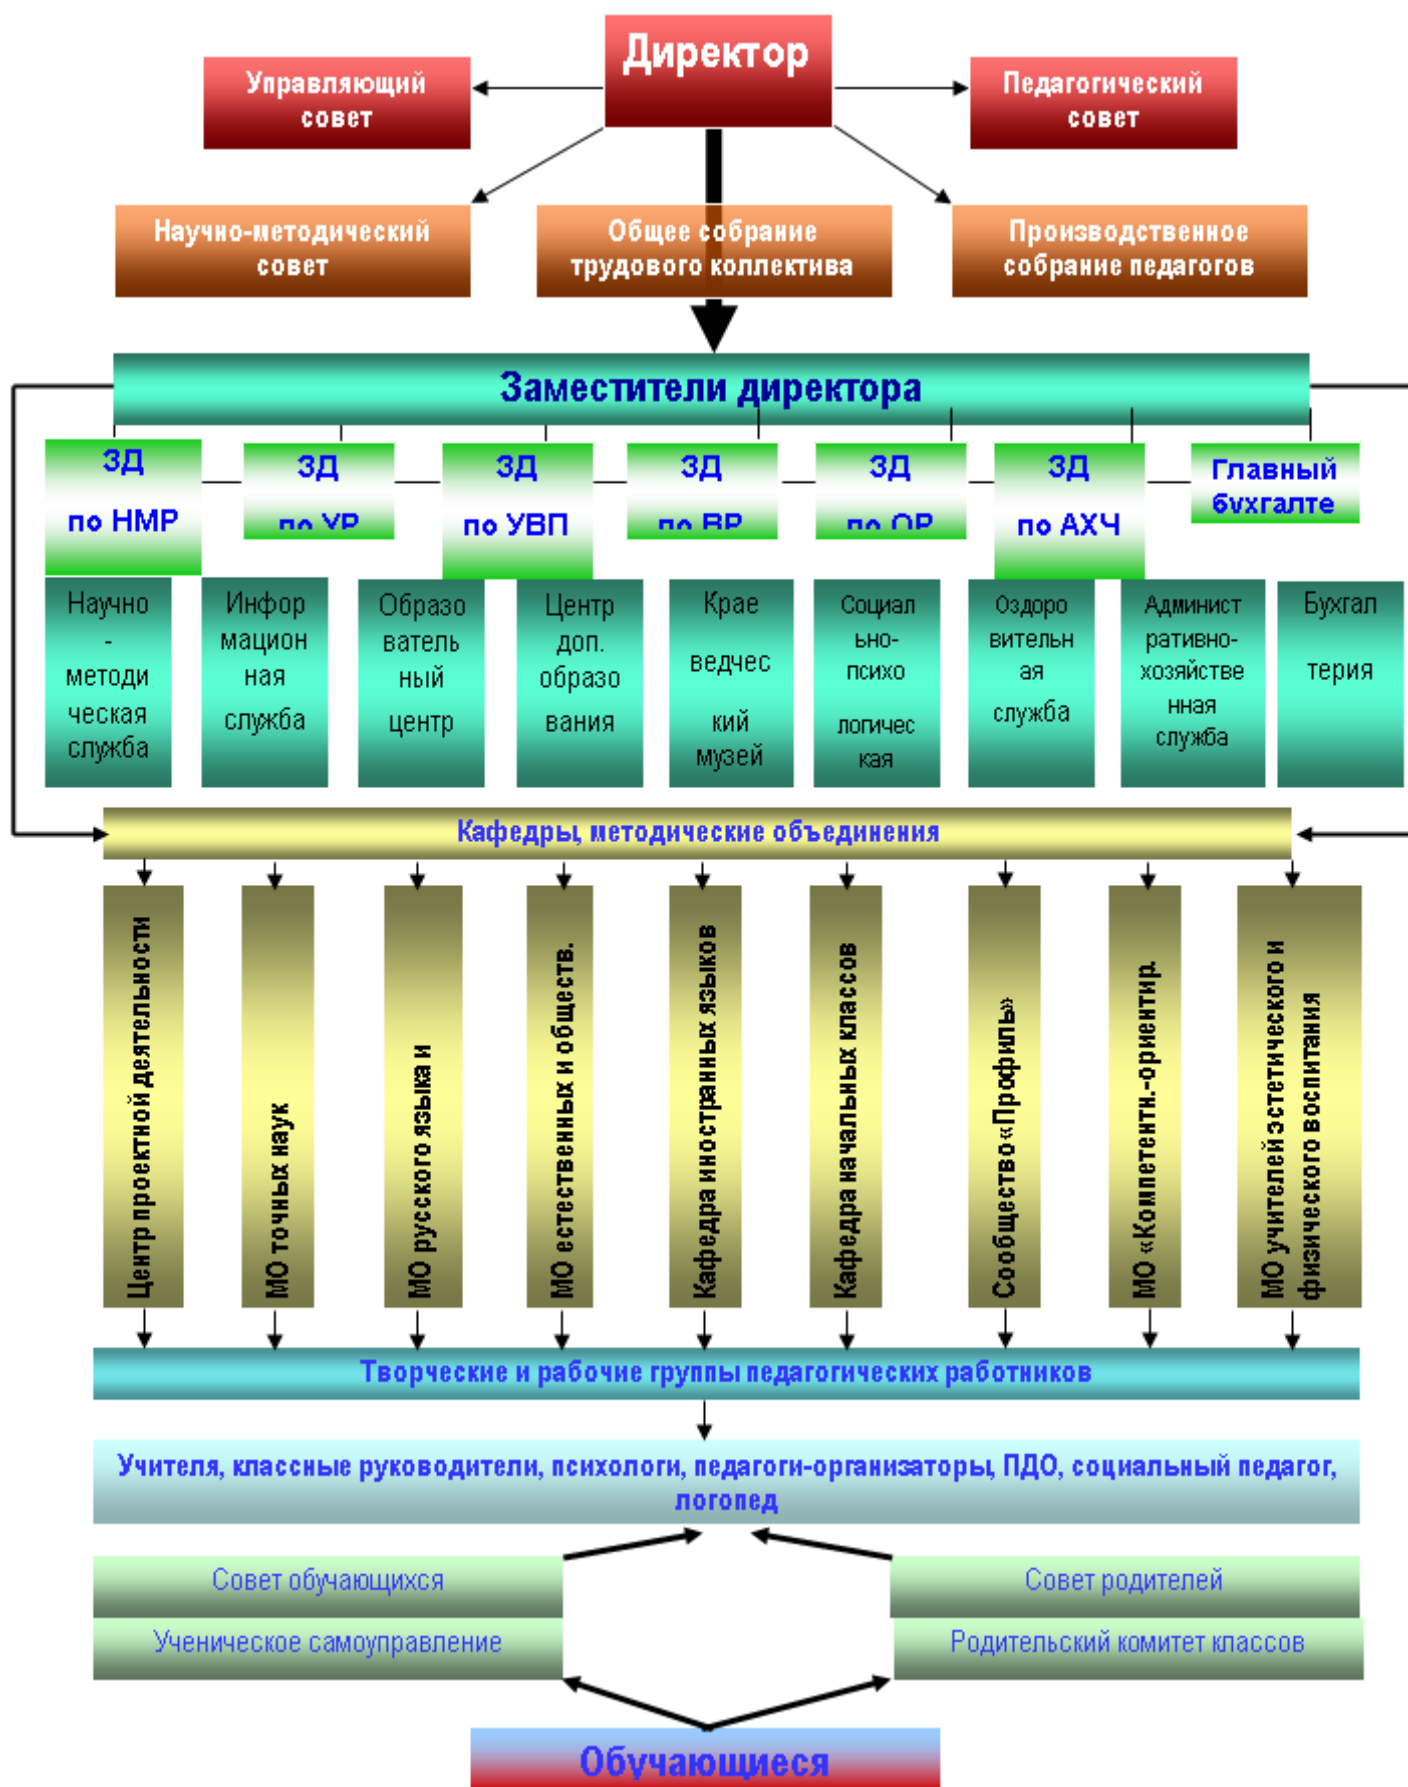 Директор
Управляющий
совет
Педагогический
совет
Научно-методический
совет
Общее собрание
трудового коллектива
Производственное
собрание педагогов
Заместители директора
ЗД
по НМР
ЗД
по УР
ЗД
по УВП
ЗД
по ВР
ЗД
по ОР
ЗД
по АХЧ
Главный
бухгалте
Научно
-
методи
ческая
служба
Инфор
мацион
ная
служба
Образо
ватель
ный
центр
Центр
доп.
образо
вания
Крае
ведчес
кий
музей
Социал
ьно-
психо
логичес
кая
Оздоро
вительн
ая
служба
Админист
ративно-
хозяйстве
нная
служба
Бухгал
терия
Кафедры, методические объединения
Центр проектной деятельности
МО точных наук
МО русского языка и
МО естественных и обществ.
Кафедра иностранных языков
Кафедра начальных классов
Сообщество «Профиль»
МО «Компетентн.-ориентир.
МО учителей эстетического и
физического воспитания
Творческие и рабочие группы педагогических работников
Учителя, классные руководители, психологи, педагоги-организаторы, ПДО, социальный педагог,
логопед
Совет обучающихся
Совет родителей
Ученическое самоуправление
Родительский комитет классов
Обучающиеся